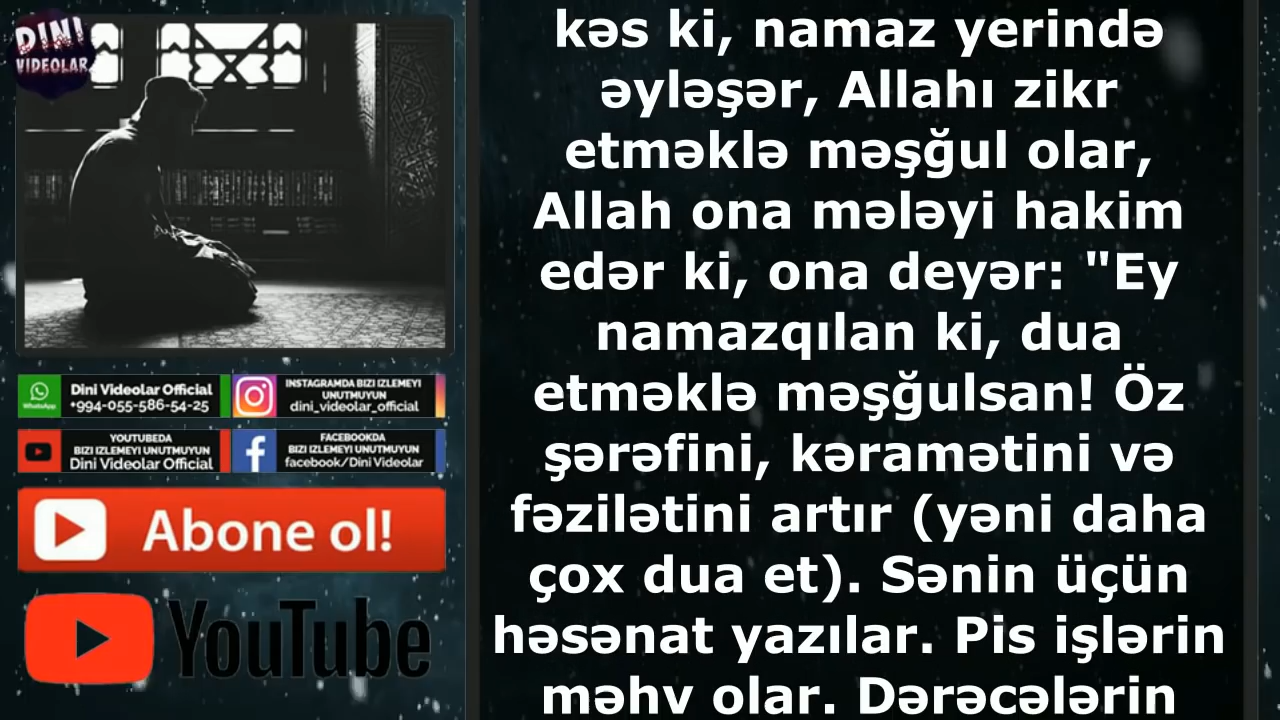 DINI
VIDEOLAR
WhatsApp
Dini Videolar Official
+994-055-586-54-25
INSTAGRAMDA BIZI IZLEMEYI
UNUTMUYUN
dini_videolar_official
YOUTUBEDA
BIZI IZLEMEYI UNUTMUYUN
Dini Videolar Official
FACEBOOKDA
BIZI IZLEMEYI UNUTMUYUN
facebook/Dini Videolar
Abone ol!
YouTube
kəs ki, namaz yerində
əyləşər, Allahı zikr
etməklə məşğul olar,
Allah ona mələyi hakim
edər ki, ona deyər: "Ey
namazqılan ki, dua
etməklə məşğulsan! Öz
şərəfini, kəramətini və
fəzilətini artır (yəni daha
çox dua et). Sənin üçün
həsənat yazılar. Pis işlərin
məhv olar. Dərəcələrin